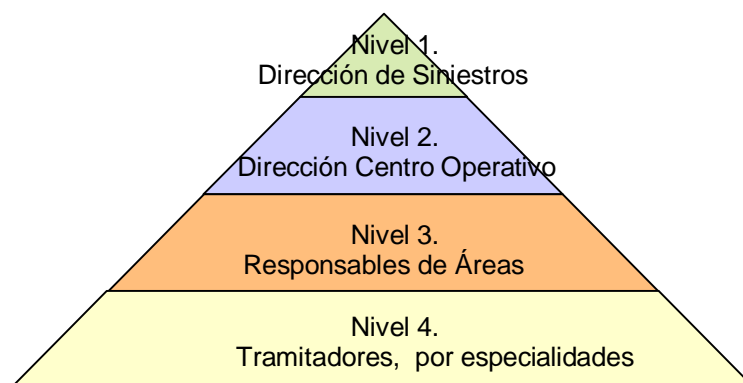 Nivel 1.
Dirección de Siniestros
Nivel 2.
Dirección Centro Operativo
Nivel 3.
Responsables de Áreas
Nivel 4.
Tramitadores, por especialidades